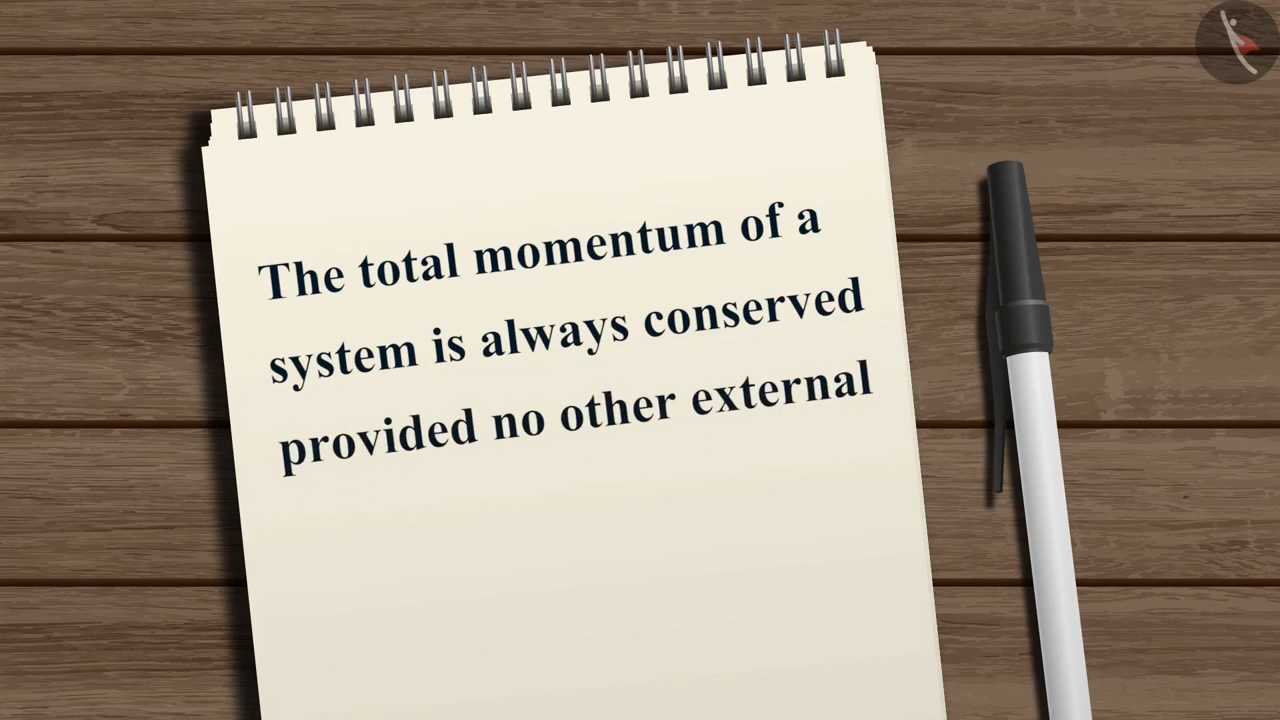 The total momentum of a
system is always conserved
provided no other external